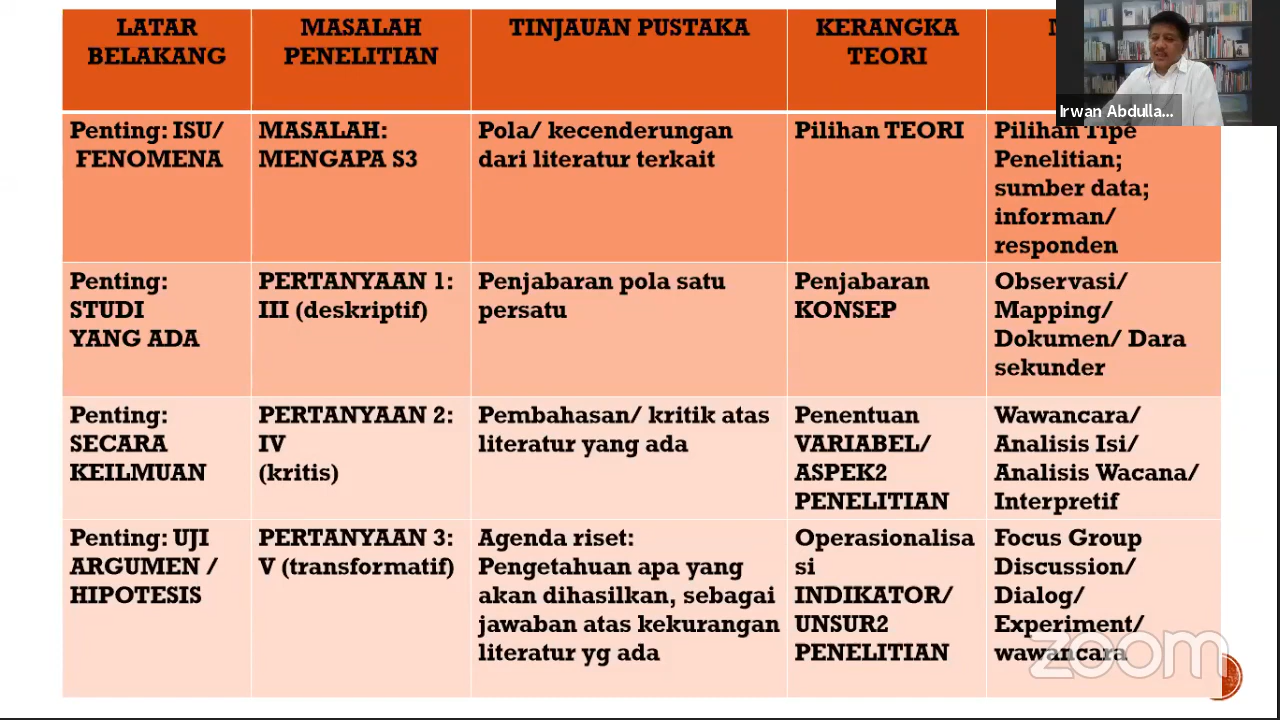 LATAR
BELAKANG
MASALAH
PENELITIAN
TINJAUAN PUSTAKA
KERANGKA
TEORI
Irwan Abdulla...
Penting: ISU/
FENOMENA
MASALAH:
MENGAPA S3
Pola/ kecenderungan
dari literatur terkait
Pilihan TEORI
Pilihan Tipe
Penelitian;
sumber data;
informan/
responden
Penting:
STUDI
YANG ADA
PERTANYAAN 1:
III (deskriptif)
Penjabaran pola satu
persatu
Penjabaran
KONSEP
Observasi/
Mapping/
Dokumen/ Dara
sekunder
Penting:
SECARA
KEILMUAN
PERTANYAAN 2:
IV
(kritis)
Pembahasan/ kritik atas
literatur yang ada
Penentuan
VARIABEL/
ASPEK2
PENELITIAN
Wawancara/
Analisis Isi/
Analisis Wacana/
Interpretif
Penting: UJI
ARGUMEN /
HIPOTESIS
PERTANYAAN 3:
V (transformatif)
Agenda riset:
Pengetahuan apa yang
akan dihasilkan, sebagai
jawaban atas kekurangan
literatur yg ada
Operasionalisa
si
INDIKATOR/
UNSUR2
PENELITIAN
Focus Group
Discussion/
Dialog/
Experiment/
wawancara
zoom